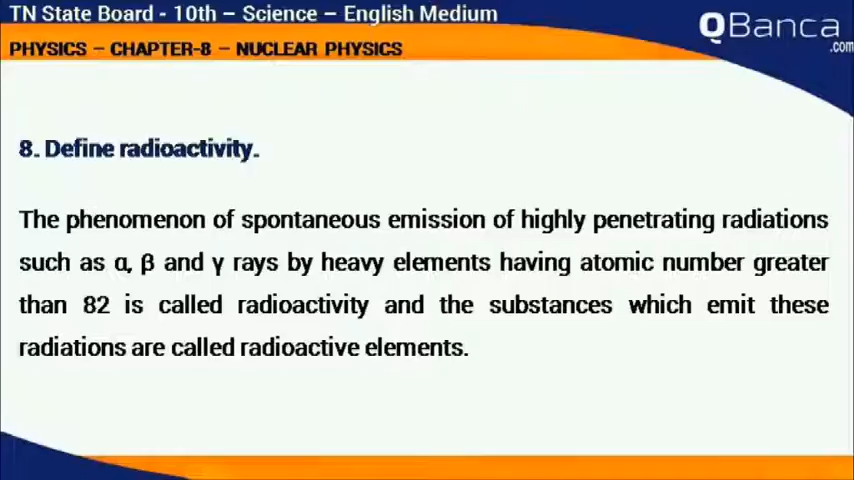 TN State Board - 10th – Science – English Medium
PHYSICS – CHAPTER-8 – NUCLEAR PHYSICS
QBanca
.com
8. Define radioactivity.
The phenomenon of spontaneous emission of highly penetrating radiations
such as α, β and γ rays by heavy elements having atomic number greater
than 82 is called radioactivity and the substances which emit these
radiations are called radioactive elements.